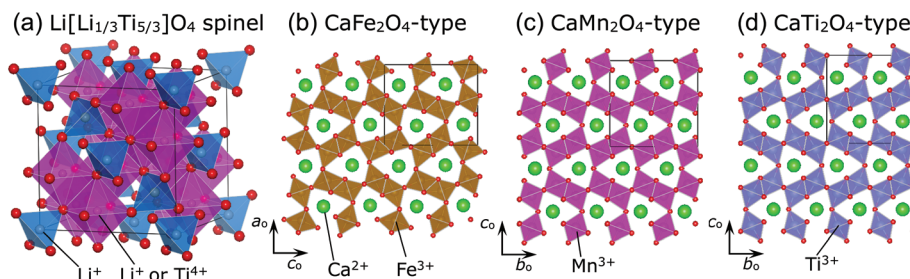 (a) Li[Li1/3Ti5/3]O4 spinel
(b) CaFe2O4-type
(c) CaMn2O4-type
(d) CaTi2O4-type
ao
co
co
bo
co
bo
Li+
Li+ or Ti4+
Ca2+
Fe3+
Mn3+
Ti3+